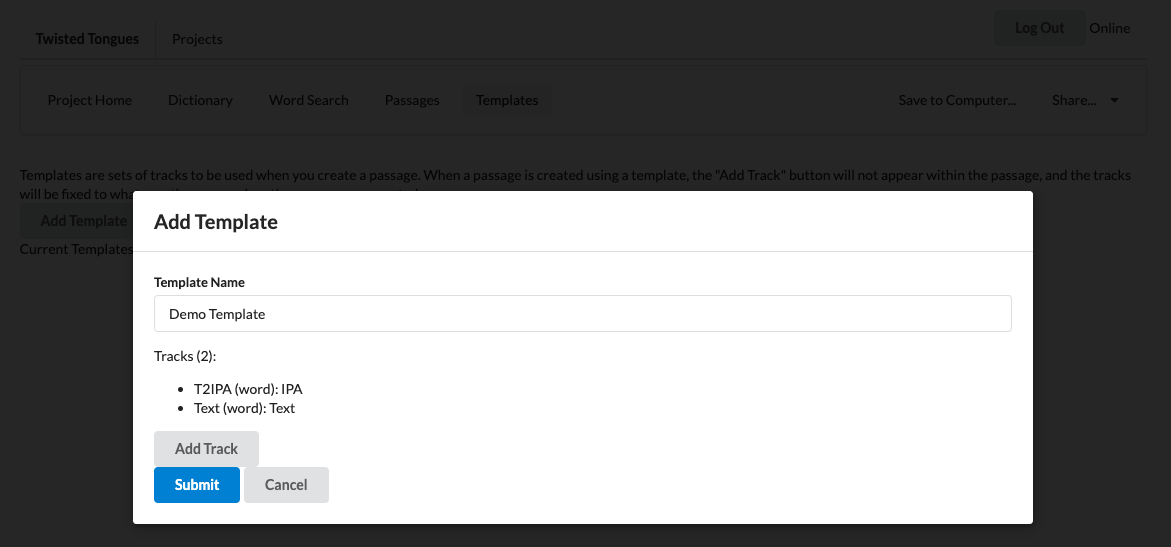 Twisted Tongues Projects Log Out Online
Project Home Dictionary Word Search Passages Templates Save to Computer... Share...
Templates are sets of tracks to be used when you create a passage. When a passage is created using a template, the "Add Track" button will not appear within the passage, and the tracks
will be fixed to
Add Template
Current Templates
Add Template
Template Name
Demo Template
Tracks (2):
• T2IPA (word): IPA
• Text (word): Text
Add Track
Submit Cancel